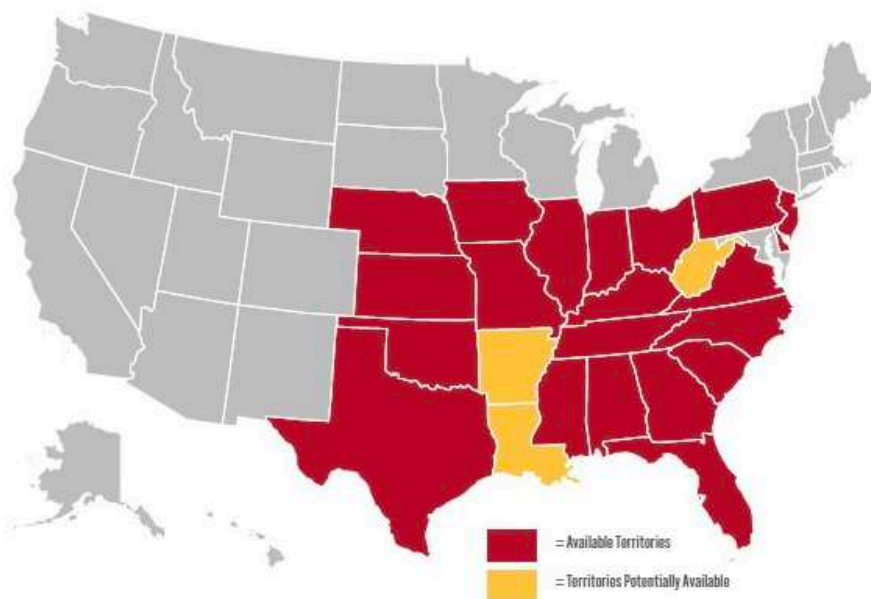 = Available Territories
= Territories Potentially Available